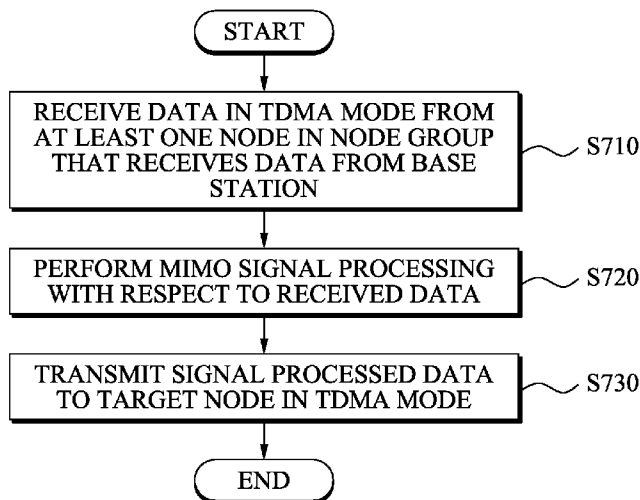 START
RECEIVE DATA IN TDMA MODE FROM
AT LEAST ONE NODE IN NODE GROUP
THAT RECEIVES DATA FROM BASE
STATION
S710
PERFORM MIMO SIGNAL PROCESSING
WITH RESPECT TO RECEIVED DATA
S720
TRANSMIT SIGNAL PROCESSED DATA
TO TARGET NODE IN TDMA MODE
S730
END